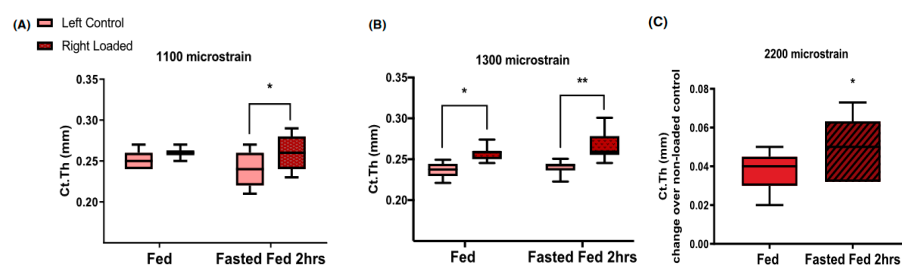 (A)
Left Control
Right Loaded
1100 microstrain
Ct.Th (mm)
0.35
0.30
0.25
0.20
*
Fed
Fasted Fed 2hrs
(B)
1300 microstrain
Ct.Th (mm)
0.35
0.30
0.25
0.20
*
**
Fed
Fasted Fed 2hrs
(C)
2200 microstrain
Ct.Th (mm)
change over non-loaded control
0.08
0.06
0.04
0.02
0.00
*
Fed
Fasted Fed 2hrs